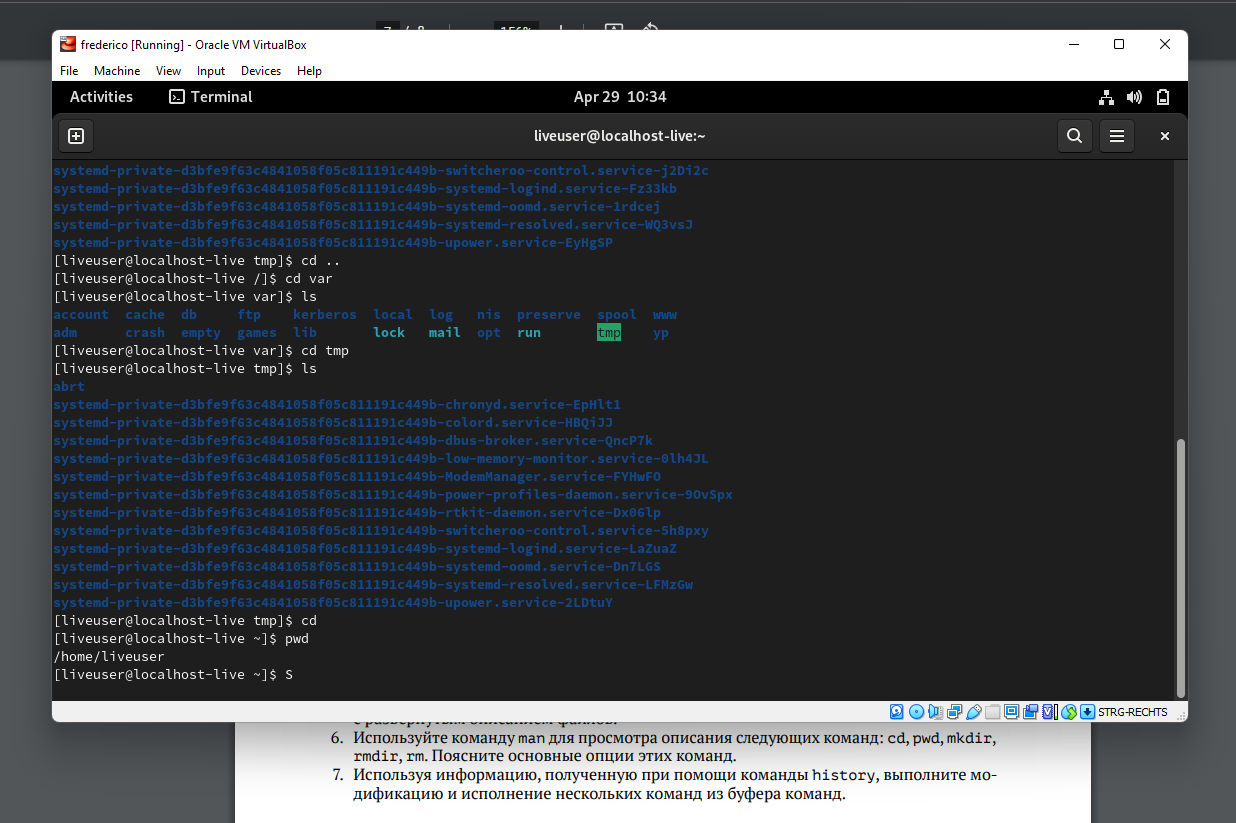 7 / 8 156%
frederico [Running] - Oracle VM VirtualBox
File Machine View Input Devices Help
Activities Terminal Apr 29 10:34
liveuser@localhost-live:~
systemd-private-d3bfe9f63c4841058f05c811191c449b-switcheroo-control.service-j2Di2c
systemd-private-d3bfe9f63c4841058f05c811191c449b-systemd-logind.service-Fz33kb
systemd-private-d3bfe9f63c4841058f05c811191c449b-systemd-oomd.service-1rdcej
systemd-private-d3bfe9f63c4841058f05c811191c449b-systemd-resolved.service-WQ3vsJ
systemd-private-d3bfe9f63c4841058f05c811191c449b-upower.service-EyHgSP
[liveuser@localhost-live tmp]$ cd ..
[liveuser@localhost-live /]$ cd var
[liveuser@localhost-live var]$ ls
account cache db ftp kerberos local log nis preserve spool www
adm crash empty games lib lock mail opt run tmp yp
[liveuser@localhost-live var]$ cd tmp
[liveuser@localhost-live tmp]$ ls
abrt
systemd-private-d3bfe9f63c4841058f05c811191c449b-chronyd.service-EpHlt1
systemd-private-d3bfe9f63c4841058f05c811191c449b-colord.service-HBQiJJ
systemd-private-d3bfe9f63c4841058f05c811191c449b-dbus-broker.service-QncP7k
systemd-private-d3bfe9f63c4841058f05c811191c449b-low-memory-monitor.service-0lh4JL
systemd-private-d3bfe9f63c4841058f05c811191c449b-ModemManager.service-FYHwFO
systemd-private-d3bfe9f63c4841058f05c811191c449b-power-profiles-daemon.service-9OvSpx
systemd-private-d3bfe9f63c4841058f05c811191c449b-rtkit-daemon.service-Dx06lp
systemd-private-d3bfe9f63c4841058f05c811191c449b-switcheroo-control.service-5h8pxy
systemd-private-d3bfe9f63c4841058f05c811191c449b-systemd-logind.service-LaZuaZ
systemd-private-d3bfe9f63c4841058f05c811191c449b-systemd-oomd.service-Dn7LGS
systemd-private-d3bfe9f63c4841058f05c811191c449b-systemd-resolved.service-LFMzGw
systemd-private-d3bfe9f63c4841058f05c811191c449b-upower.service-2LDtuY
[liveuser@localhost-live tmp]$ cd
[liveuser@localhost-live ~]$ pwd
/home/liveuser
[liveuser@localhost-live ~]$ S
STRG-RECHTS
с развёрнутым описанием файлов.
6. Используйте команду man для просмотра описания следующих команд: cd, pwd, mkdir,
rmdir, rm. Поясните основные опции этих команд.
7. Используя информацию, полученную при помощи команды history, выполните мо-
дификацию и исполнение нескольких команд из буфера команд.